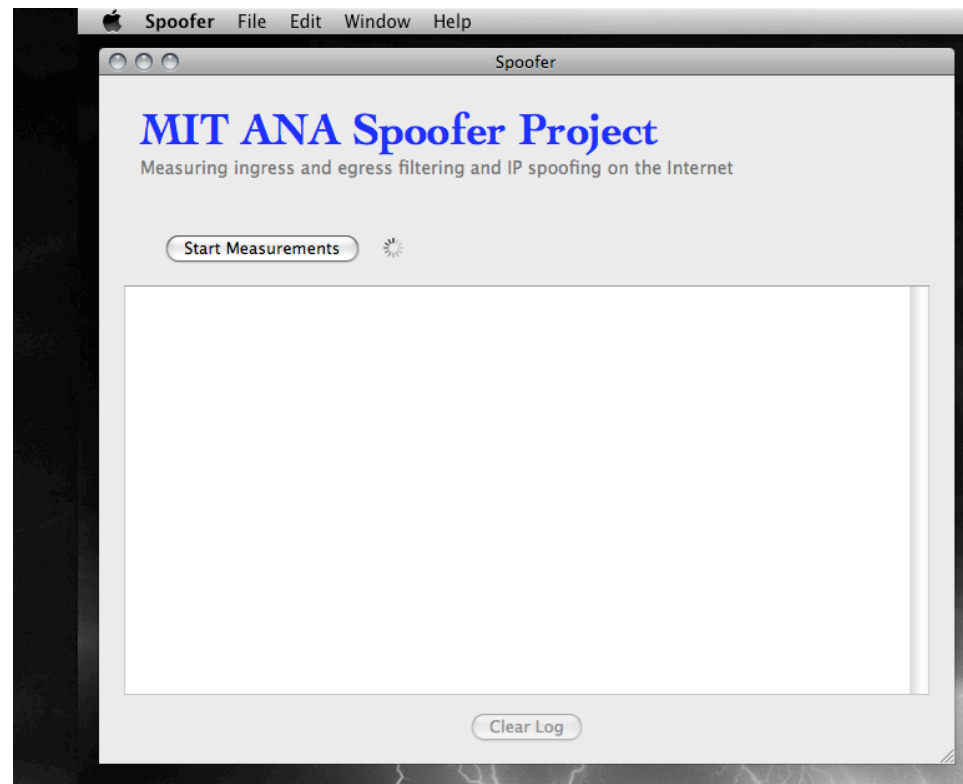 Spoofer File Edit Window Help
Spoofer
MIT ANA Spoofer Project
Measuring ingress and egress filtering and IP spoofing on the Internet
Start Measurements
Clear Log